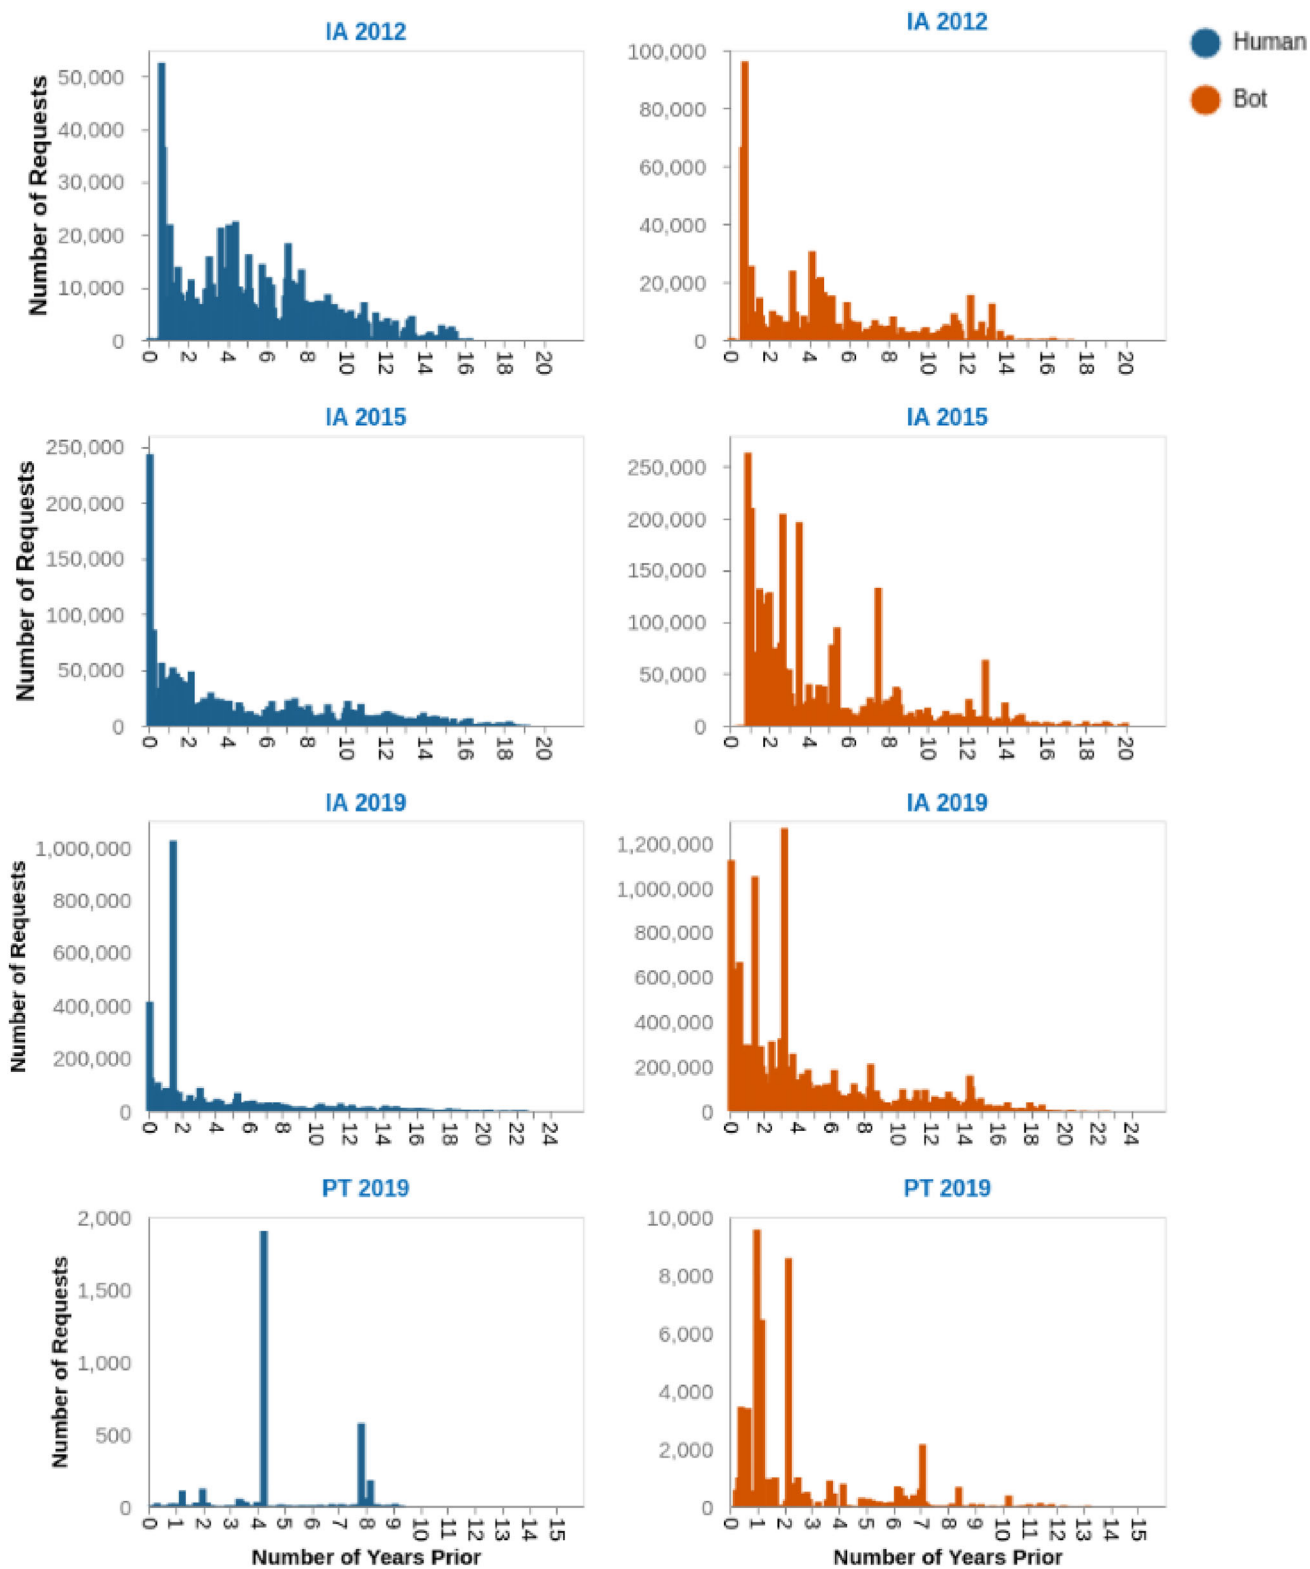 IA 2012
IA 2012
Human
Bot
Number of Requests
50,000
40,000
30,000
20,000
10,000
0
0 2 4 6 8 10 12 14 16 18 20
100,000
80,000
60,000
40,000
20,000
0
0 2 4 6 8 10 12 14 16 18 20
IA 2015
IA 2015
Number of Requests
250,000
200,000
150,000
100,000
50,000
0
0 2 4 6 8 10 12 14 16 18 20
250,000
200,000
150,000
100,000
50,000
0
0 2 4 6 8 10 12 14 16 18 20
IA 2019
IA 2019
Number of Requests
1,000,000
800,000
600,000
400,000
200,000
0
0 2 4 6 8 10 12 14 16 18 20 22 24
1,200,000
1,000,000
800,000
600,000
400,000
200,000
0
0 2 4 6 8 10 12 14 16 18 20 22 24
PT 2019
PT 2019
Number of Requests
2,000
1,500
1,000
500
0
0 1 2 3 4 5 6 7 8 9 10 11 12 13 14 15
Number of Years Prior
10,000
8,000
6,000
4,000
2,000
0
0 1 2 3 4 5 6 7 8 9 10 11 12 13 14 15
Number of Years Prior